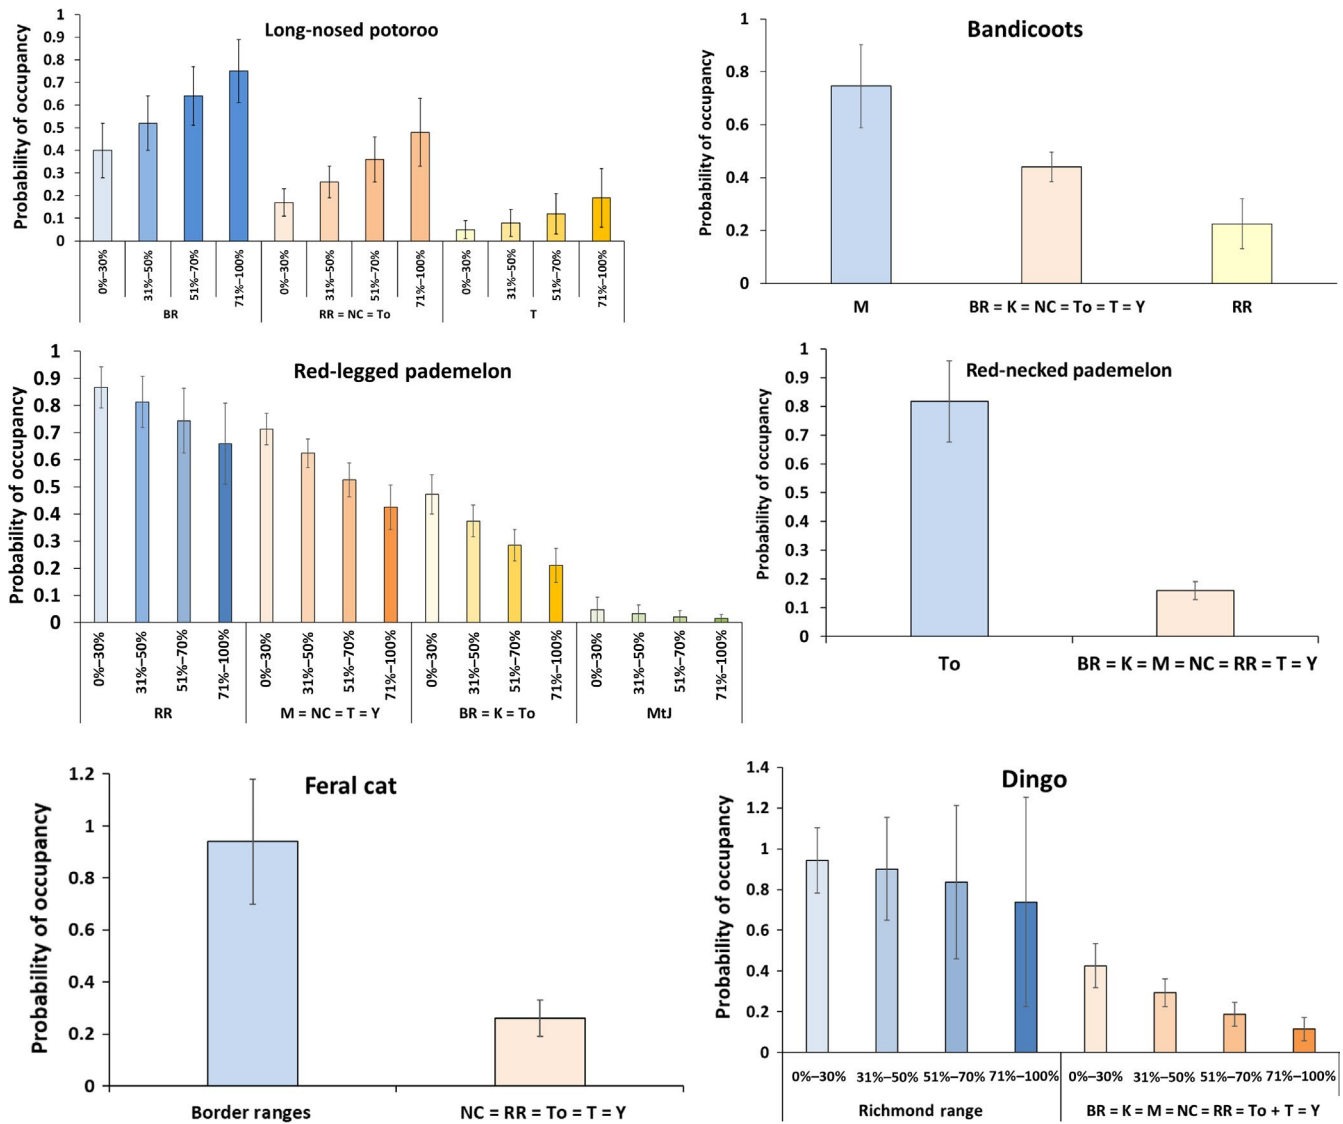 Long-nosed potoroo
Probability of occupancy
1
0.9
0.8
0.7
0.6
0.5
0.4
0.3
0.2
0.1
0
0%–30% 31%–50% 51%–70% 71%–100% 0%–30% 31%–50% 51%–70% 71%–100% 0%–30% 31%–50% 51%–70% 71%–100%
BR RR = NC = To T
Bandicoots
Probability of occupancy
1
0.8
0.6
0.4
0.2
0
M BR = K = NC = To = T = Y RR
Red-legged pademelon
Probability of occupancy
1
0.9
0.8
0.7
0.6
0.5
0.4
0.3
0.2
0.1
0
0%–30% 31%–50% 51%–70% 71%–100% 0%–30% 31%–50% 51%–70% 71%–100% 0%–30% 31%–50% 51%–70% 71%–100% 0%–30% 31%–50% 51%–70% 71%–100%
RR M = NC = T = Y BR = K = To MtJ
Red-necked pademelon
Probability of occupancy
1
0.9
0.8
0.7
0.6
0.5
0.4
0.3
0.2
0.1
0
To BR = K = M = NC = RR = T = Y
Feral cat
Probability of occupancy
1.2
1
0.8
0.6
0.4
0.2
0
Border ranges NC = RR = To = T = Y
Dingo
Probability of occupancy
1.4
1.2
1
0.8
0.6
0.4
0.2
0
0%–30% 31%–50% 51%–70% 71%–100% 0%–30% 31%–50% 51%–70% 71%–100%
Richmond range BR = K = M = NC = RR = To + T = Y